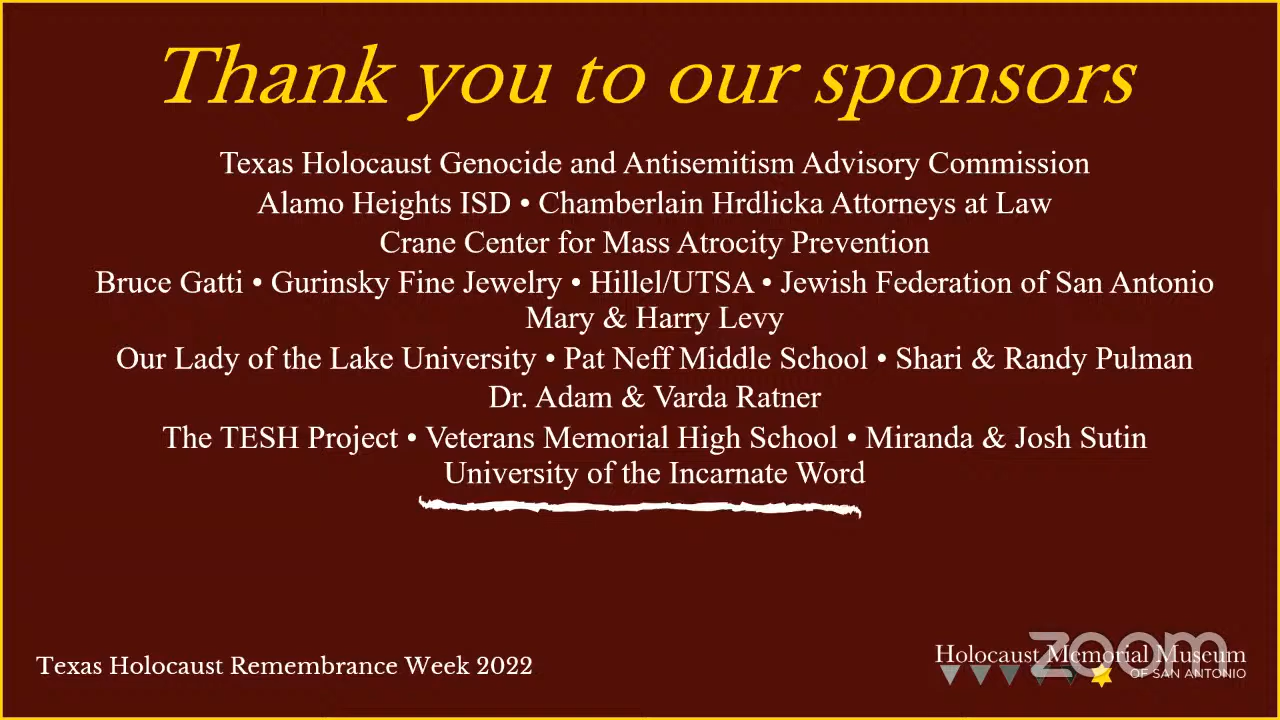 Thank you to our sponsors
Texas Holocaust Genocide and Antisemitism Advisory Commission
Alamo Heights ISD • Chamberlain Hrdlicka Attorneys at Law
Crane Center for Mass Atrocity Prevention
Bruce Gatti • Gurinsky Fine Jewelry • Hillel/UTSA • Jewish Federation of San Antonio
Mary & Harry Levy
Our Lady of the Lake University • Pat Neff Middle School • Shari & Randy Pulman
Dr. Adam & Varda Ratner
The TESH Project • Veterans Memorial High School • Miranda & Josh Sutin
University of the Incarnate Word
Texas Holocaust Remembrance Week 2022
zoom
Holocaust Memorial Museum
OF SAN ANTONIO